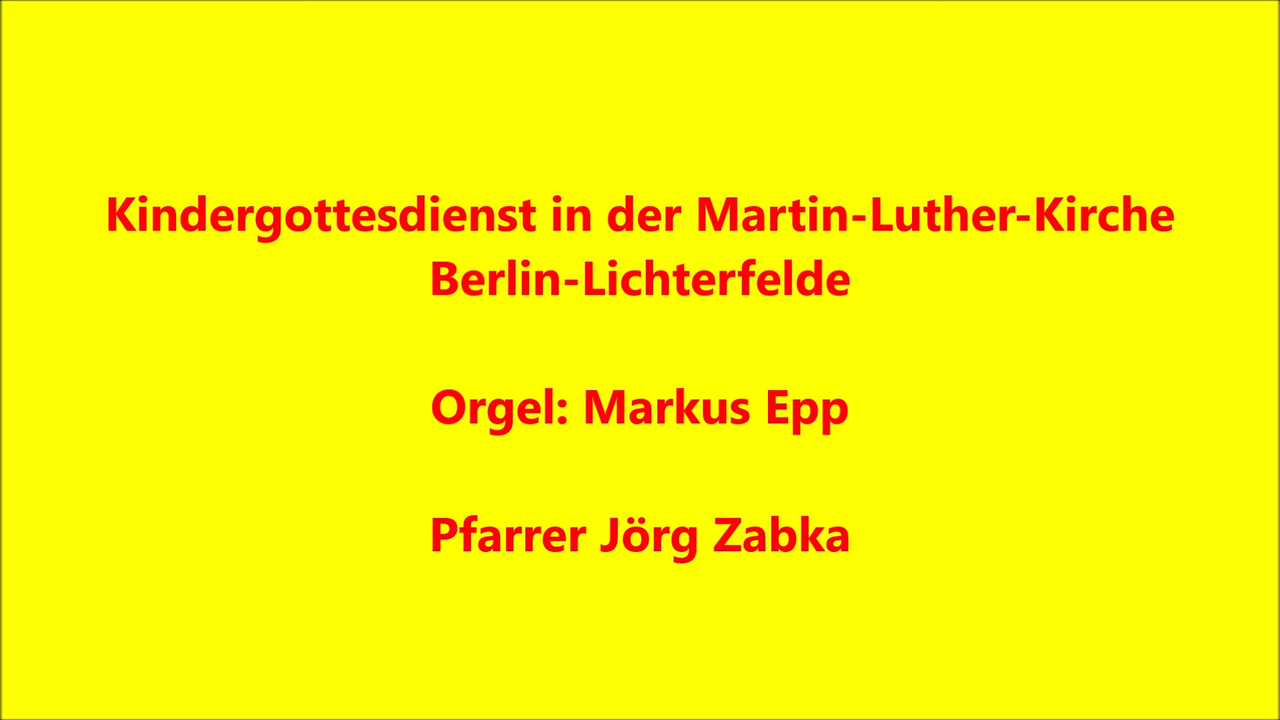 Kindergottesdienst in der Martin-Luther-Kirche
Berlin-Lichterfelde
Orgel: Markus Epp
Pfarrer Jörg Zabka